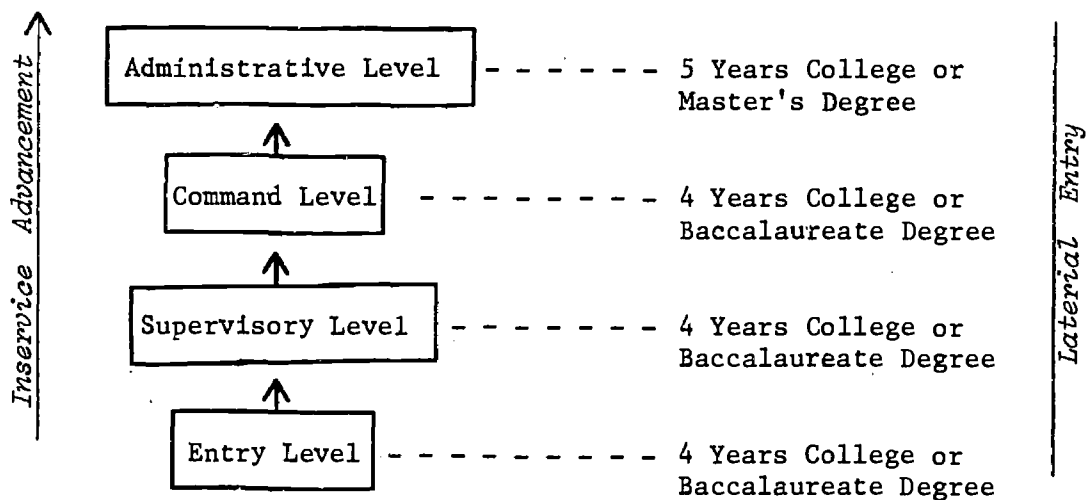 Inservice Advancement
Administrative Level
5 Years College or
Master's Degree
Command Level
4 Years College or
Baccalaureate Degree
Supervisory Level
4 Years College or
Baccalaureate Degree
Entry Level
4 Years College or
Baccalaureate Degree
Laterial Entry